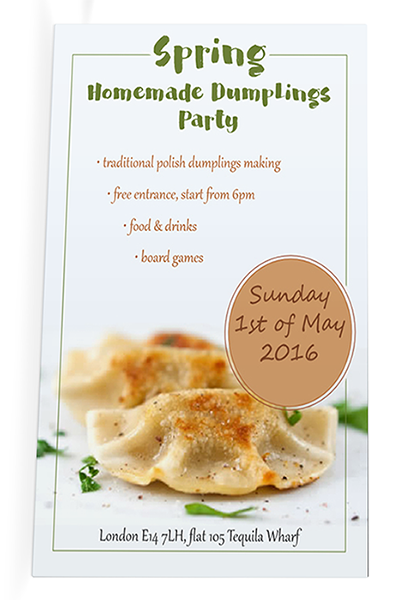 Spring
Homemade Dumplings
Party
• traditional polish dumplings making
• free entrance, start from 6pm
• food & drinks
• board games
Sunday
1st of May
2016
London E14 7LH, flat 105 Tequila Wharf